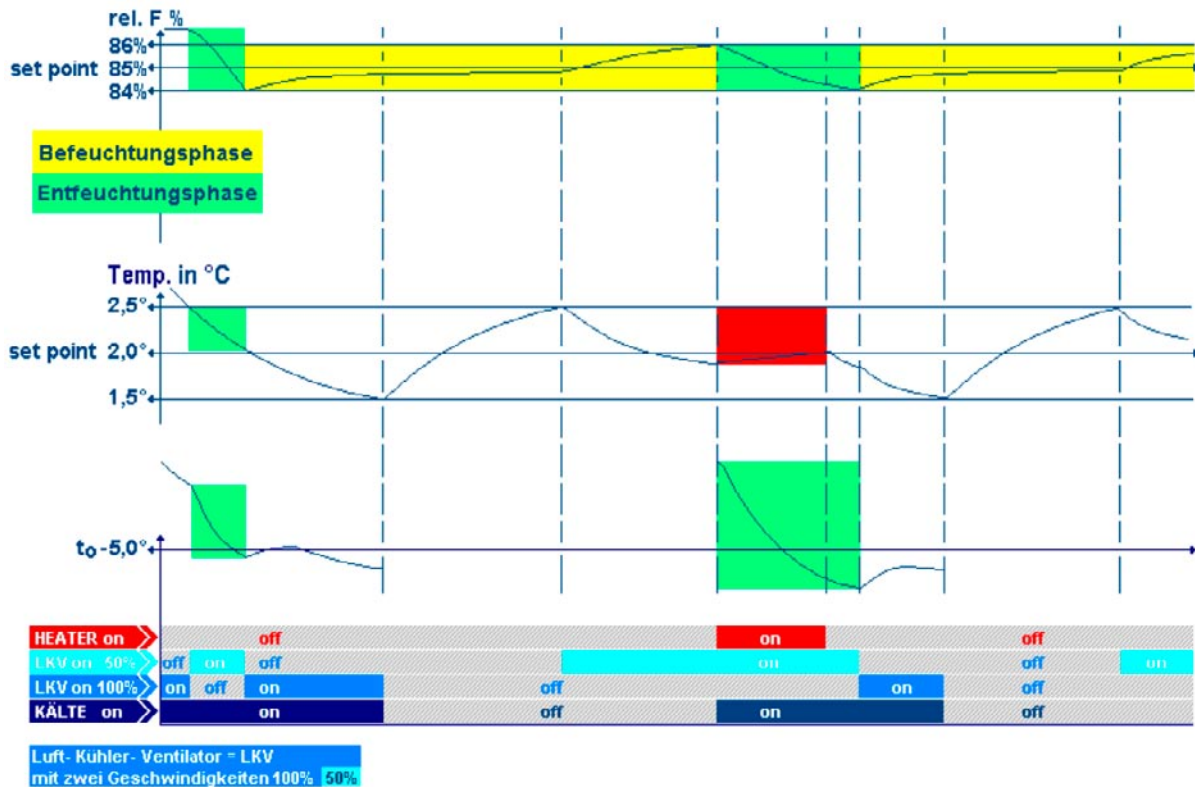 rel. F %
86%
set point 85%
84%
Befeuchtungsphase
Entfeuchtungsphase
Temp. in °C
2,5°
set point 2,0°
1,5°
to -5,0°
HEATER on off on off
LKV on 50% off on off on off on
LKV on 100% on off on off on off
KÄLTE on on off on off
Luft- Kühler- Ventilator = LKV
mit zwei Geschwindigkeiten 100% 50%